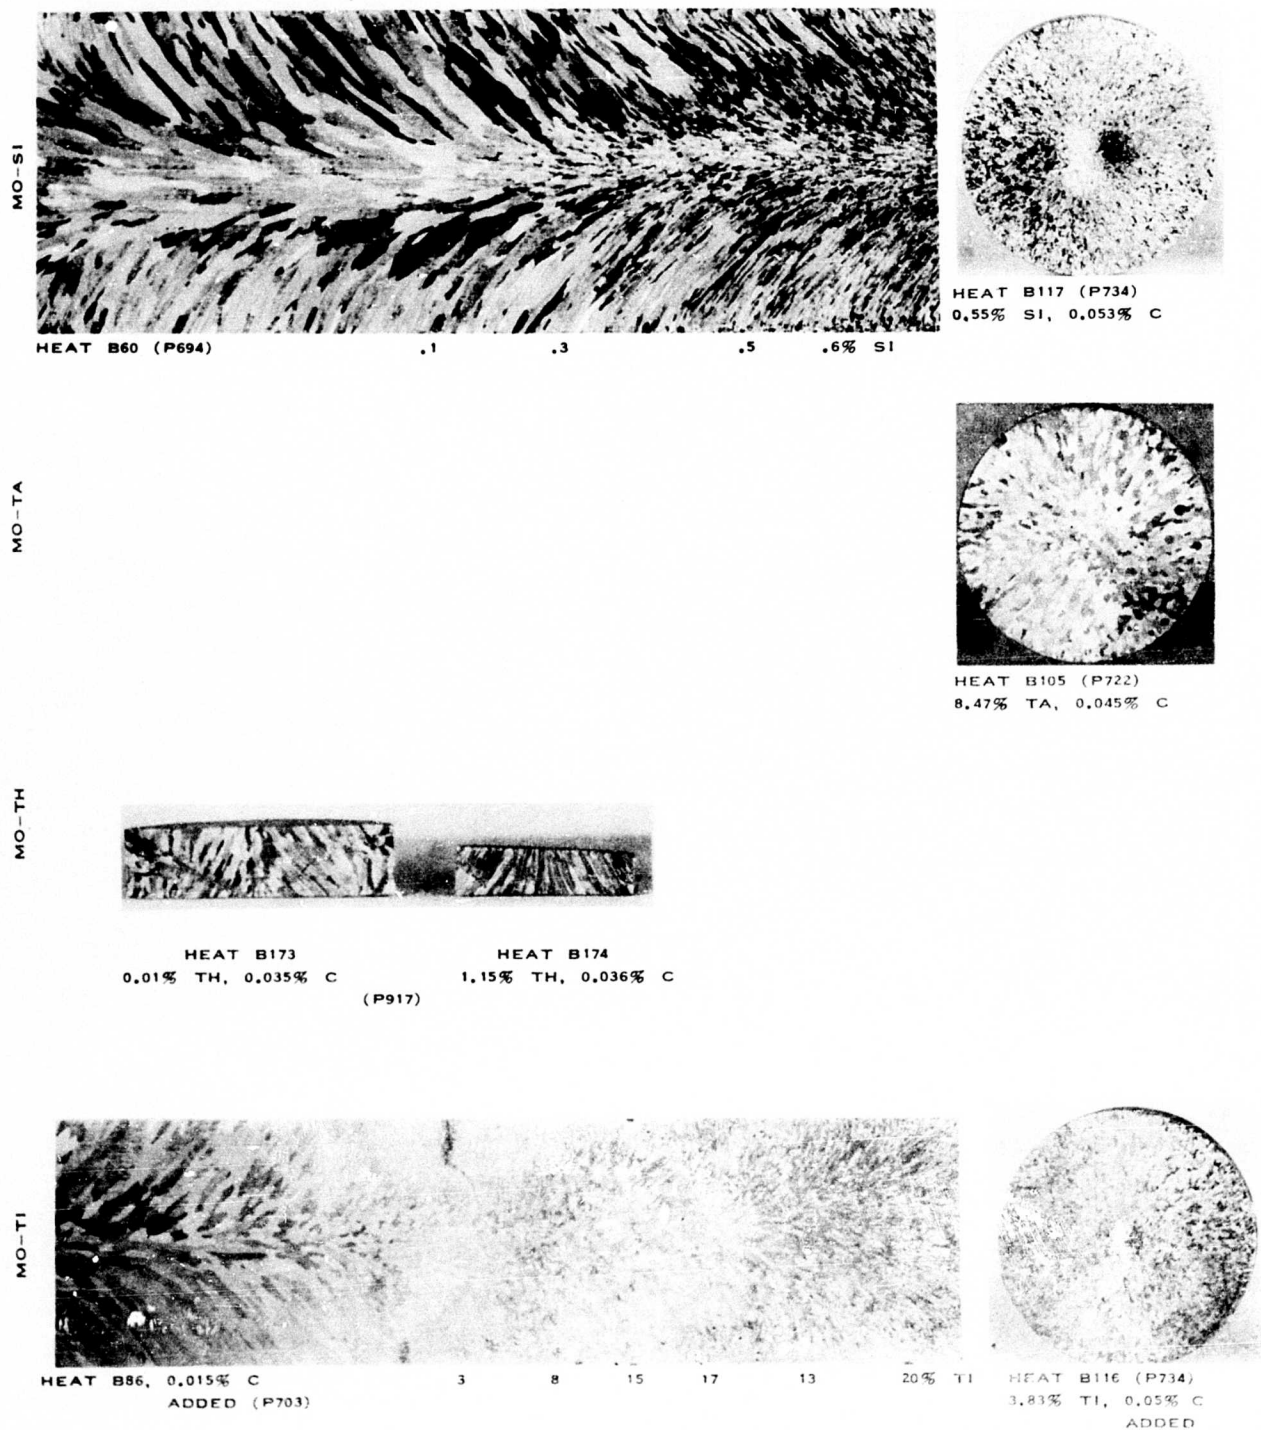 MO-SI
HEAT B60 (P694) .1 .3 .5 .6% SI
HEAT B117 (P734)
0.55% SI, 0.053% C
MO-TA
HEAT B105 (P722)
8.47% TA, 0.045% C
MO-TH
HEAT B173
0.01% TH, 0.035% C
HEAT B174
1.15% TH, 0.036% C
(P917)
MO-TI
HEAT B86, 0.015% C 3 8 15 17 13 20% TI
ADDED (P703)
HEAT B116 (P734)
3.83% TI, 0.05% C
ADDED